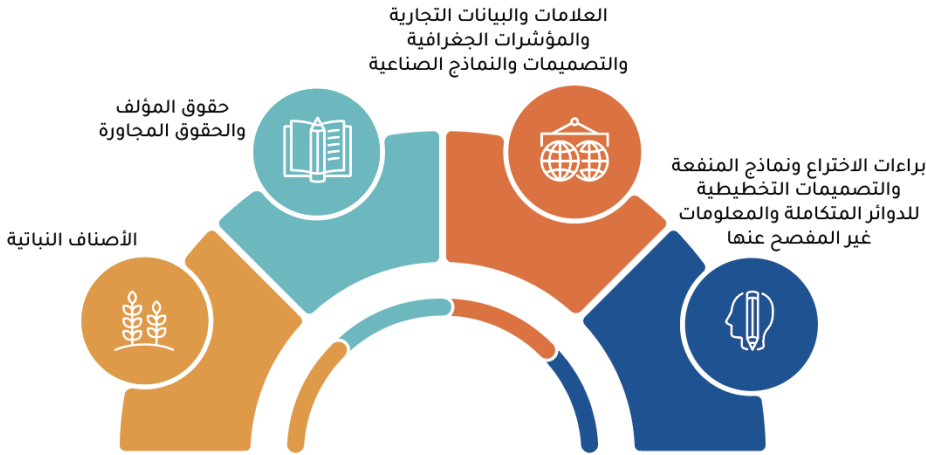 العلامات والبيانات التجارية
والمؤشرات الجغرافية
والتصميمات والنماذج الصناعية
حقوق المؤلف
والحقوق المجاورة
براءات الاختراع ونماذج المنفعة
والتصميمات التخطيطية
للدوائر المتكاملة والمعلومات
غير المفصح عنها
الأصناف النباتية